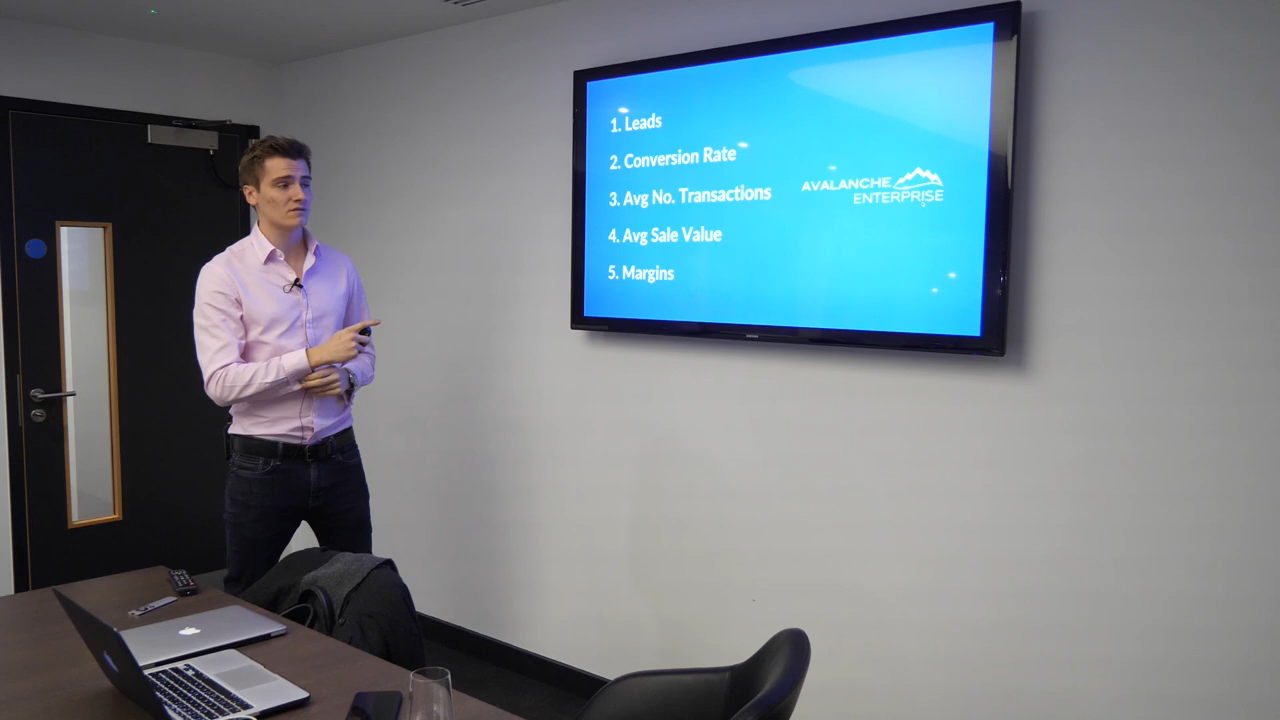 1. Leads
2. Conversion Rate
3. Avg No. Transactions
4. Avg Sale Value
5. Margins
AVALANCHE
ENTERPRISE